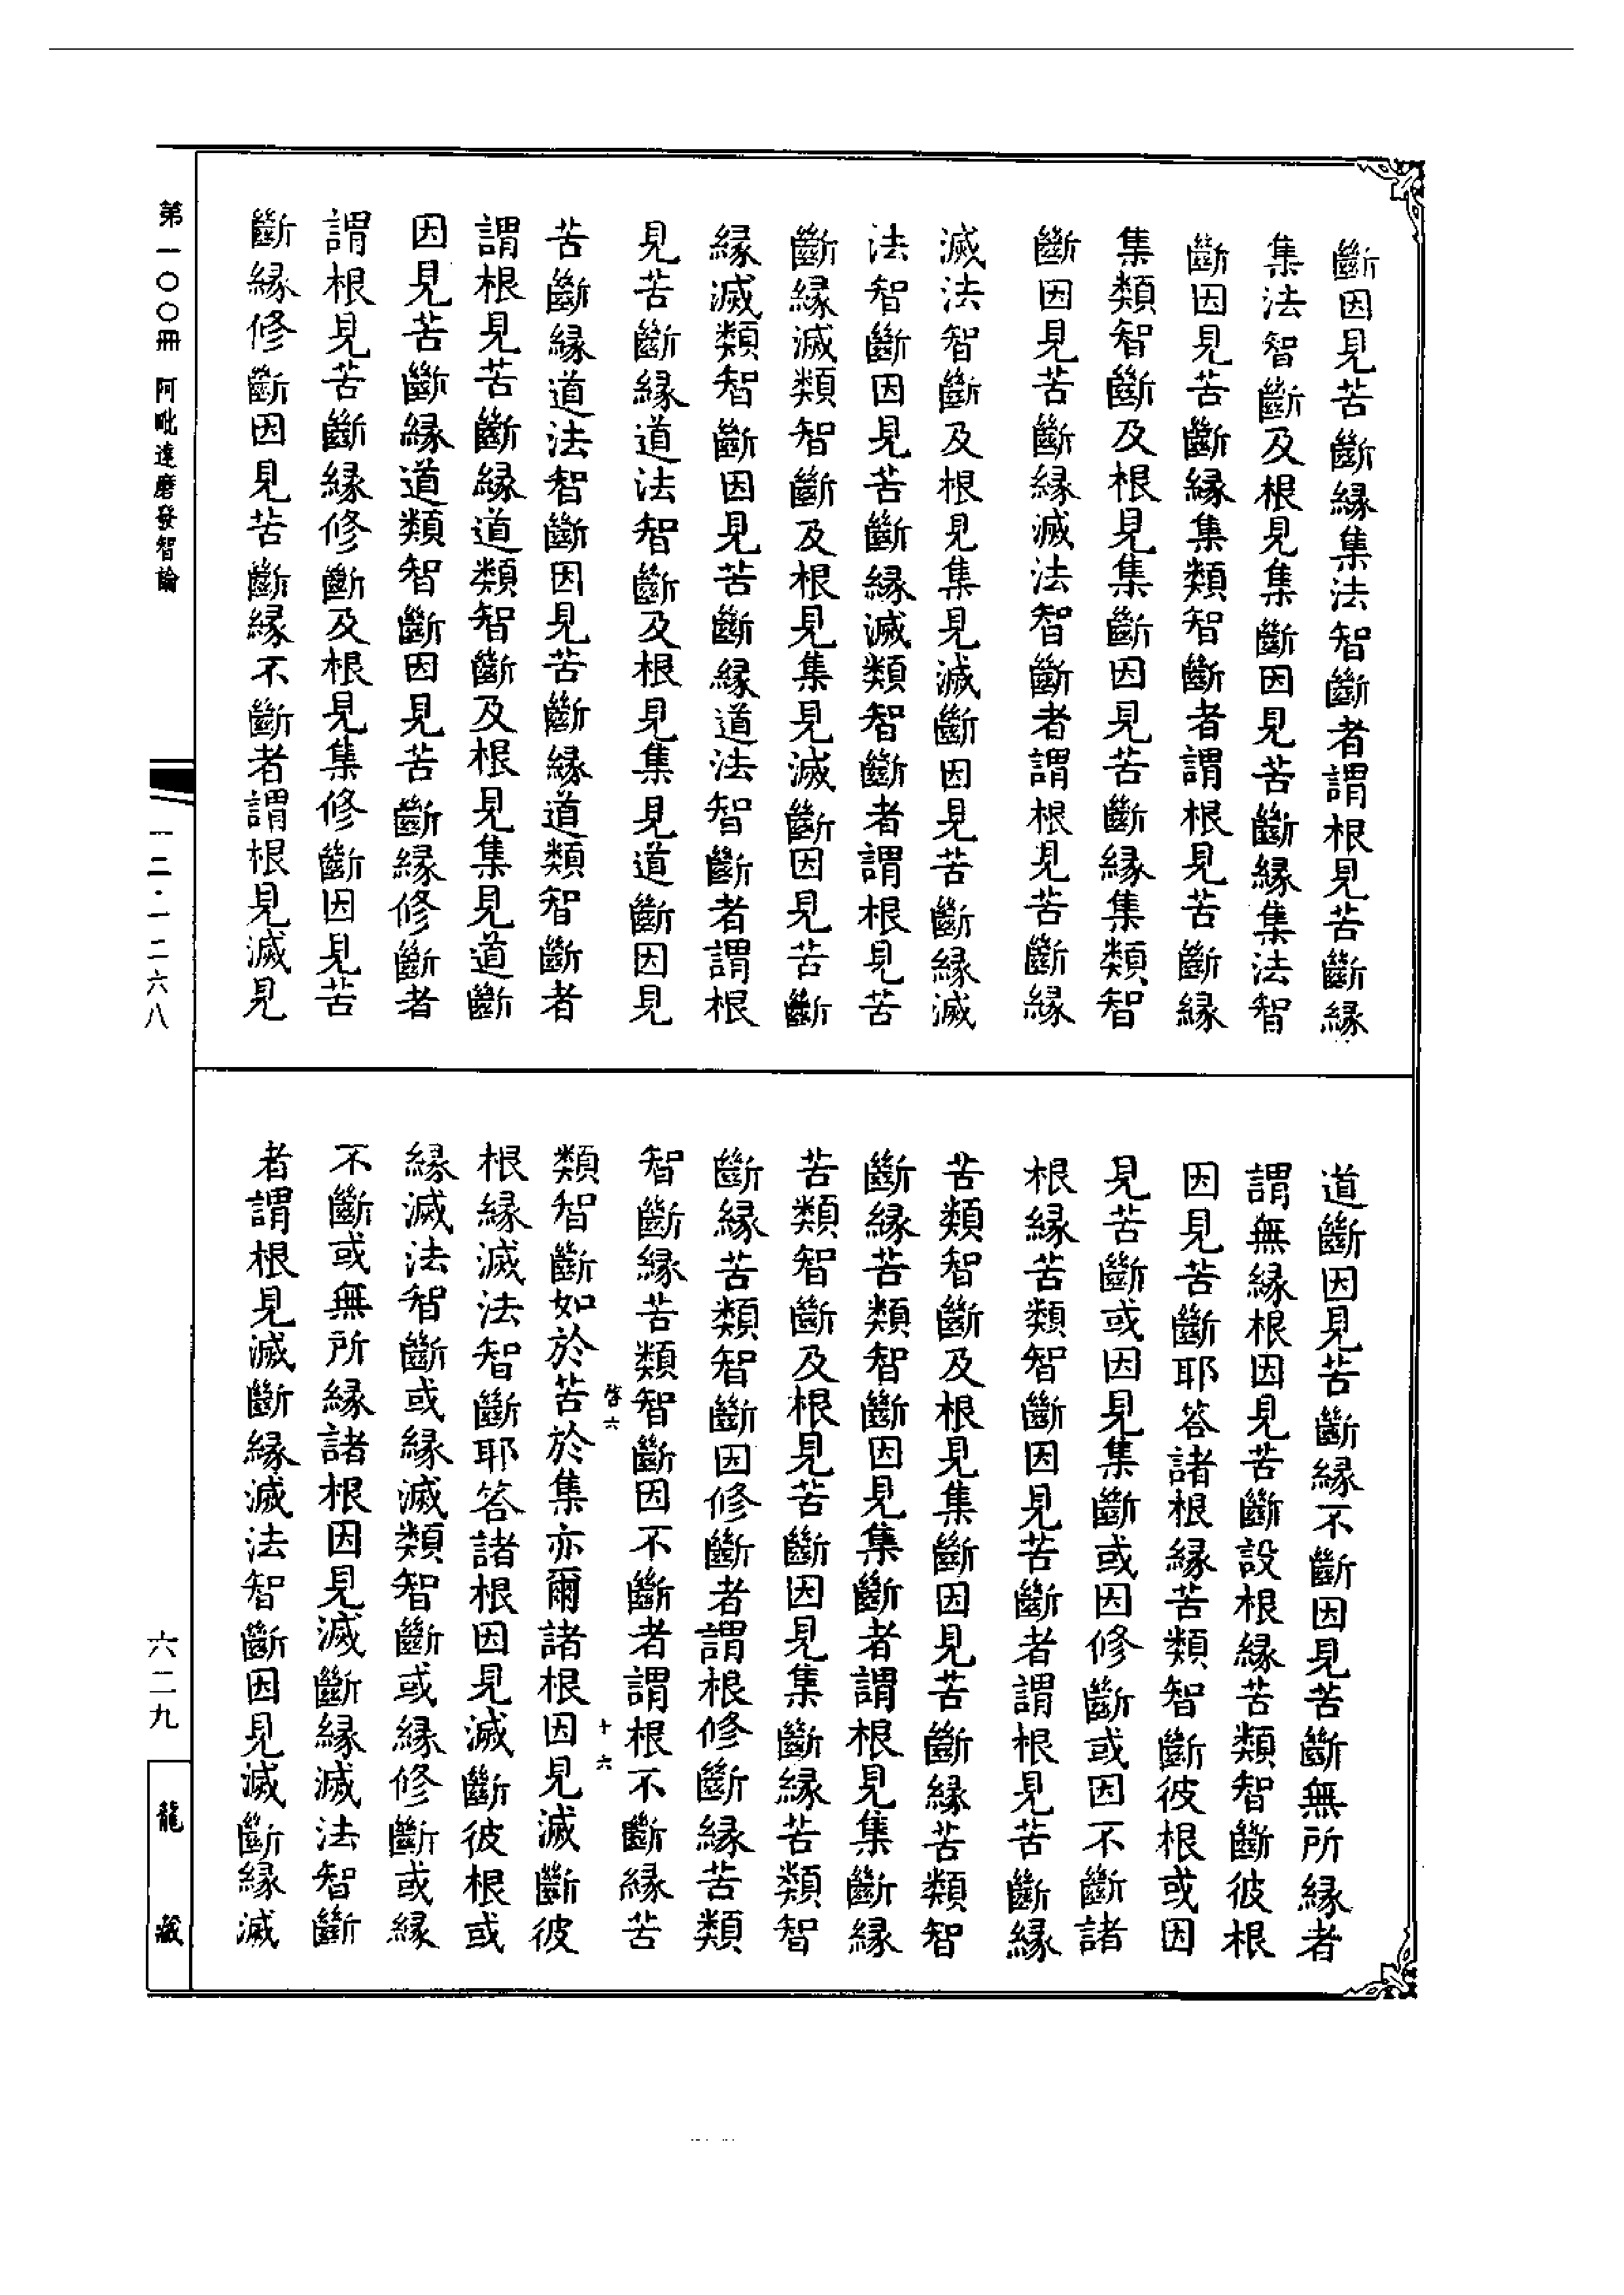 斷因見苦斷緣集法智斷者謂根見苦斷緣
集法智斷及根見集斷因見苦斷緣集法智
斷因見苦斷緣集類智斷者謂根見苦斷緣
集類智斷及根見集斷因見苦斷緣集類智
斷因見苦斷緣滅法智斷者謂根見苦斷緣
滅法智斷及根見集見滅斷因見苦斷緣滅
法智斷因見苦斷緣滅類智斷者謂根見苦
斷緣滅類智斷及根見集見滅斷因見苦斷
緣滅類智斷因見苦斷緣道法智斷者謂根
見苦斷緣道法智斷及根見集見道斷因見
苦斷緣道法智斷因見苦斷緣道類智斷者
謂根見苦斷緣道類智斷及根見集見道斷
因見苦斷緣道類智斷因見苦斷緣修斷者
謂根見苦斷緣修斷及根見集修斷因見苦
斷緣修斷因見苦斷緣不斷者謂根見滅見
道斷因見苦斷緣不斷因見苦斷無所緣者
謂無緣根因見苦斷設根緣苦類智斷彼根
因見苦斷耶答諸根緣苦類智斷彼根或因
見苦斷或因見集斷或因修斷或因不斷諸
根緣苦類智斷因見苦斷者謂根見苦斷緣
苦類智斷及根見集斷因見苦斷緣苦類智
斷緣苦類智斷因見集斷者謂根見集斷緣
苦類智斷及根見苦斷因見集斷緣苦類智
斷緣苦類智斷因修斷者謂根修斷緣苦類
智斷緣苦類智斷因不斷者謂根不斷緣苦
啓六
十六
類智斷如於苦於集亦爾諸根因見滅斷彼
根緣滅法智斷耶答諸根因見滅斷彼根或
緣滅法智斷或緣滅類智斷或緣修斷或緣
不斷或無所緣諸根因見滅斷緣滅法智斷
者謂根見滅斷緣滅法智斷因見滅斷緣滅
第一〇〇冊 阿毗達磨發智論
一二·一二六八
六二九
龍藏